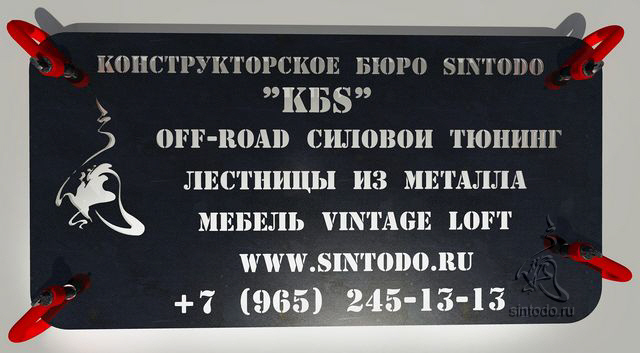 КОНСТРУКТОРСКОЕ БЮРО SINTODO
"КБS"
OFF-ROAD СИЛОВОИ ТЮНИНГ
ЛЕСТНИЦЫ ИЗ МЕТАЛЛА
МЕБЕЛЬ VINTAGE LOFT
WWW.SINTODO.RU
+7 (965) 245-13-13
sintodo.ru